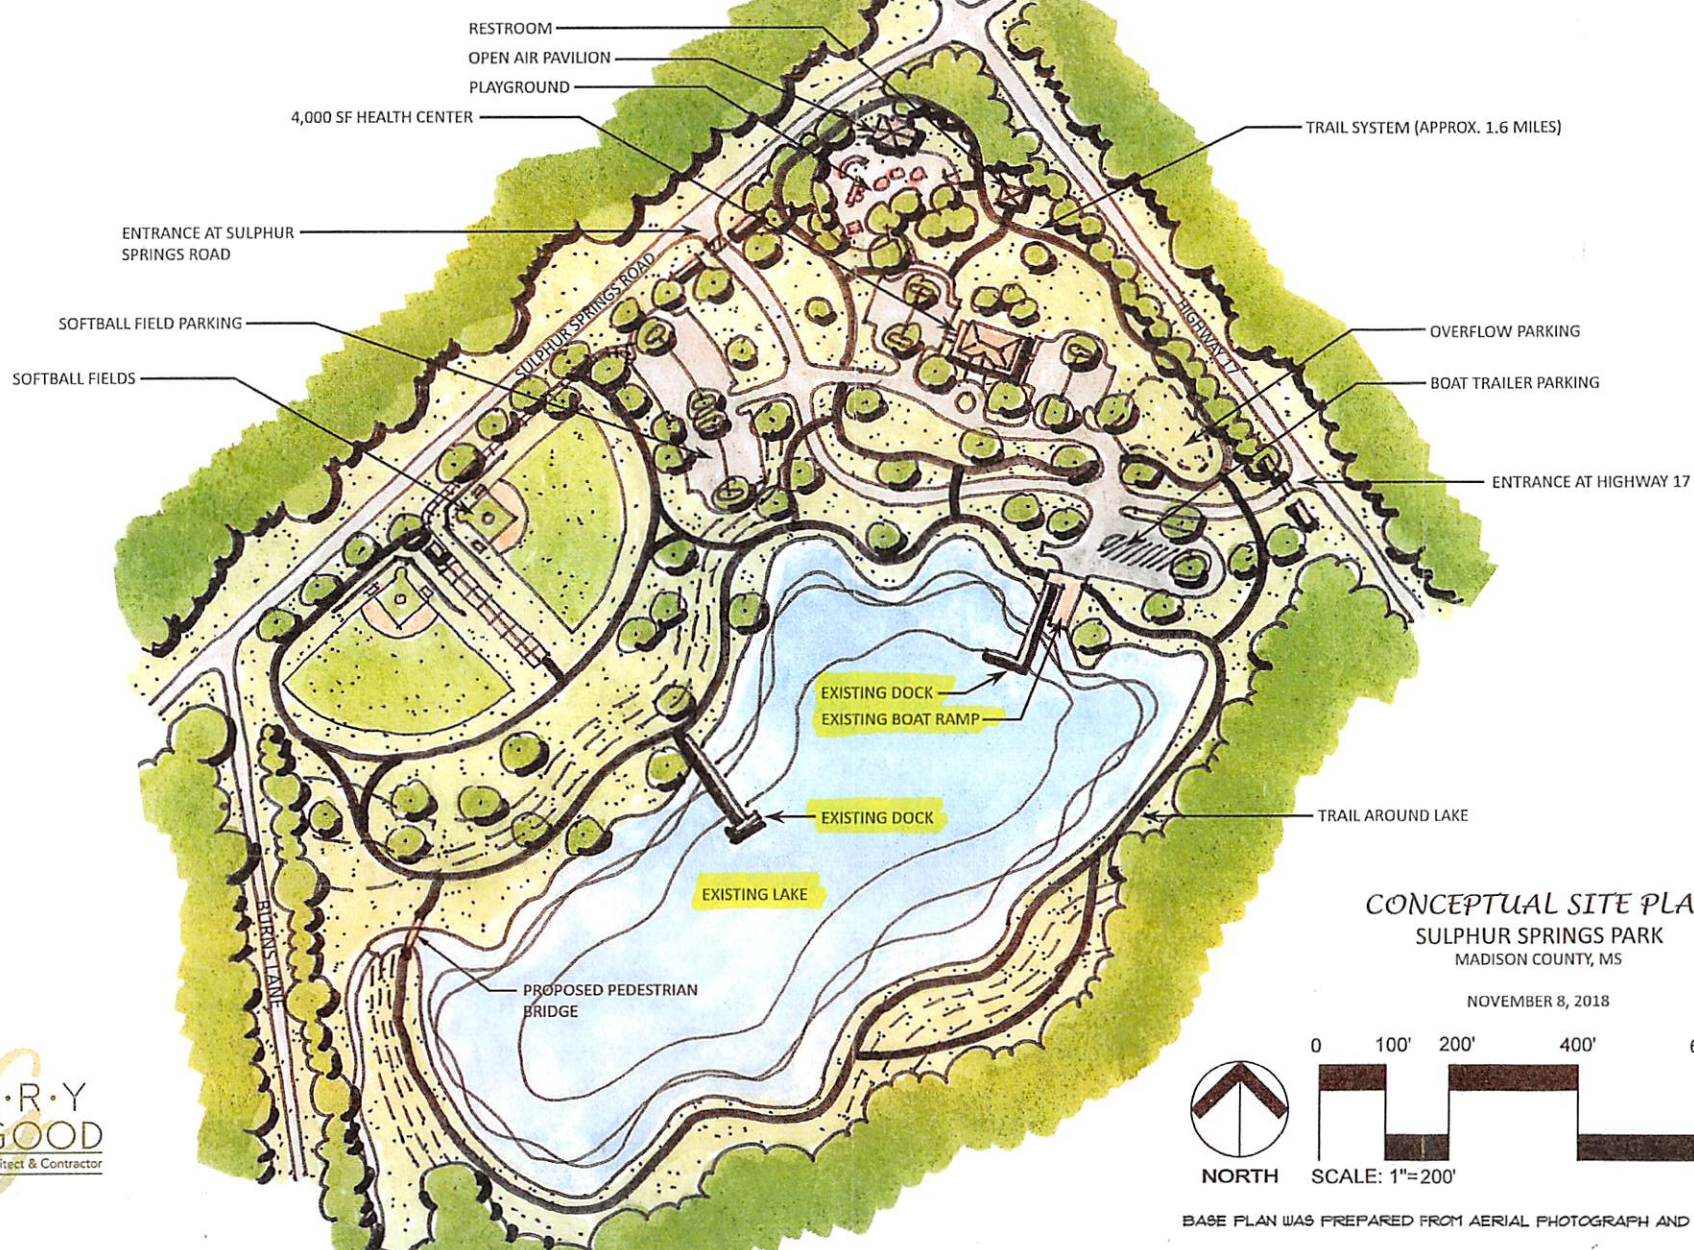 RESTROOM
OPEN AIR PAVILION
PLAYGROUND
4,000 SF HEALTH CENTER
TRAIL SYSTEM (APPROX. 1.6 MILES)
ENTRANCE AT SULPHUR
SPRINGS ROAD
SULPHUR SPRINGS ROAD
HIGHWAY 17
SOFTBALL FIELD PARKING
OVERFLOW PARKING
SOFTBALL FIELDS
BOAT TRAILER PARKING
ENTRANCE AT HIGHWAY 17
EXISTING DOCK
EXISTING BOAT RAMP
EXISTING DOCK
TRAIL AROUND LAKE
EXISTING LAKE
BURNS LANE
PROPOSED PEDESTRIAN
BRIDGE
CONCEPTUAL SITE PLA
SULPHUR SPRINGS PARK
MADISON COUNTY, MS
NOVEMBER 8, 2018
0 100' 200' 400' 6
NORTH
SCALE: 1"=200'
BASE PLAN WAS PREPARED FROM AERIAL PHOTOGRAPH AND
·R·Y
GOOD
itect & Contractor